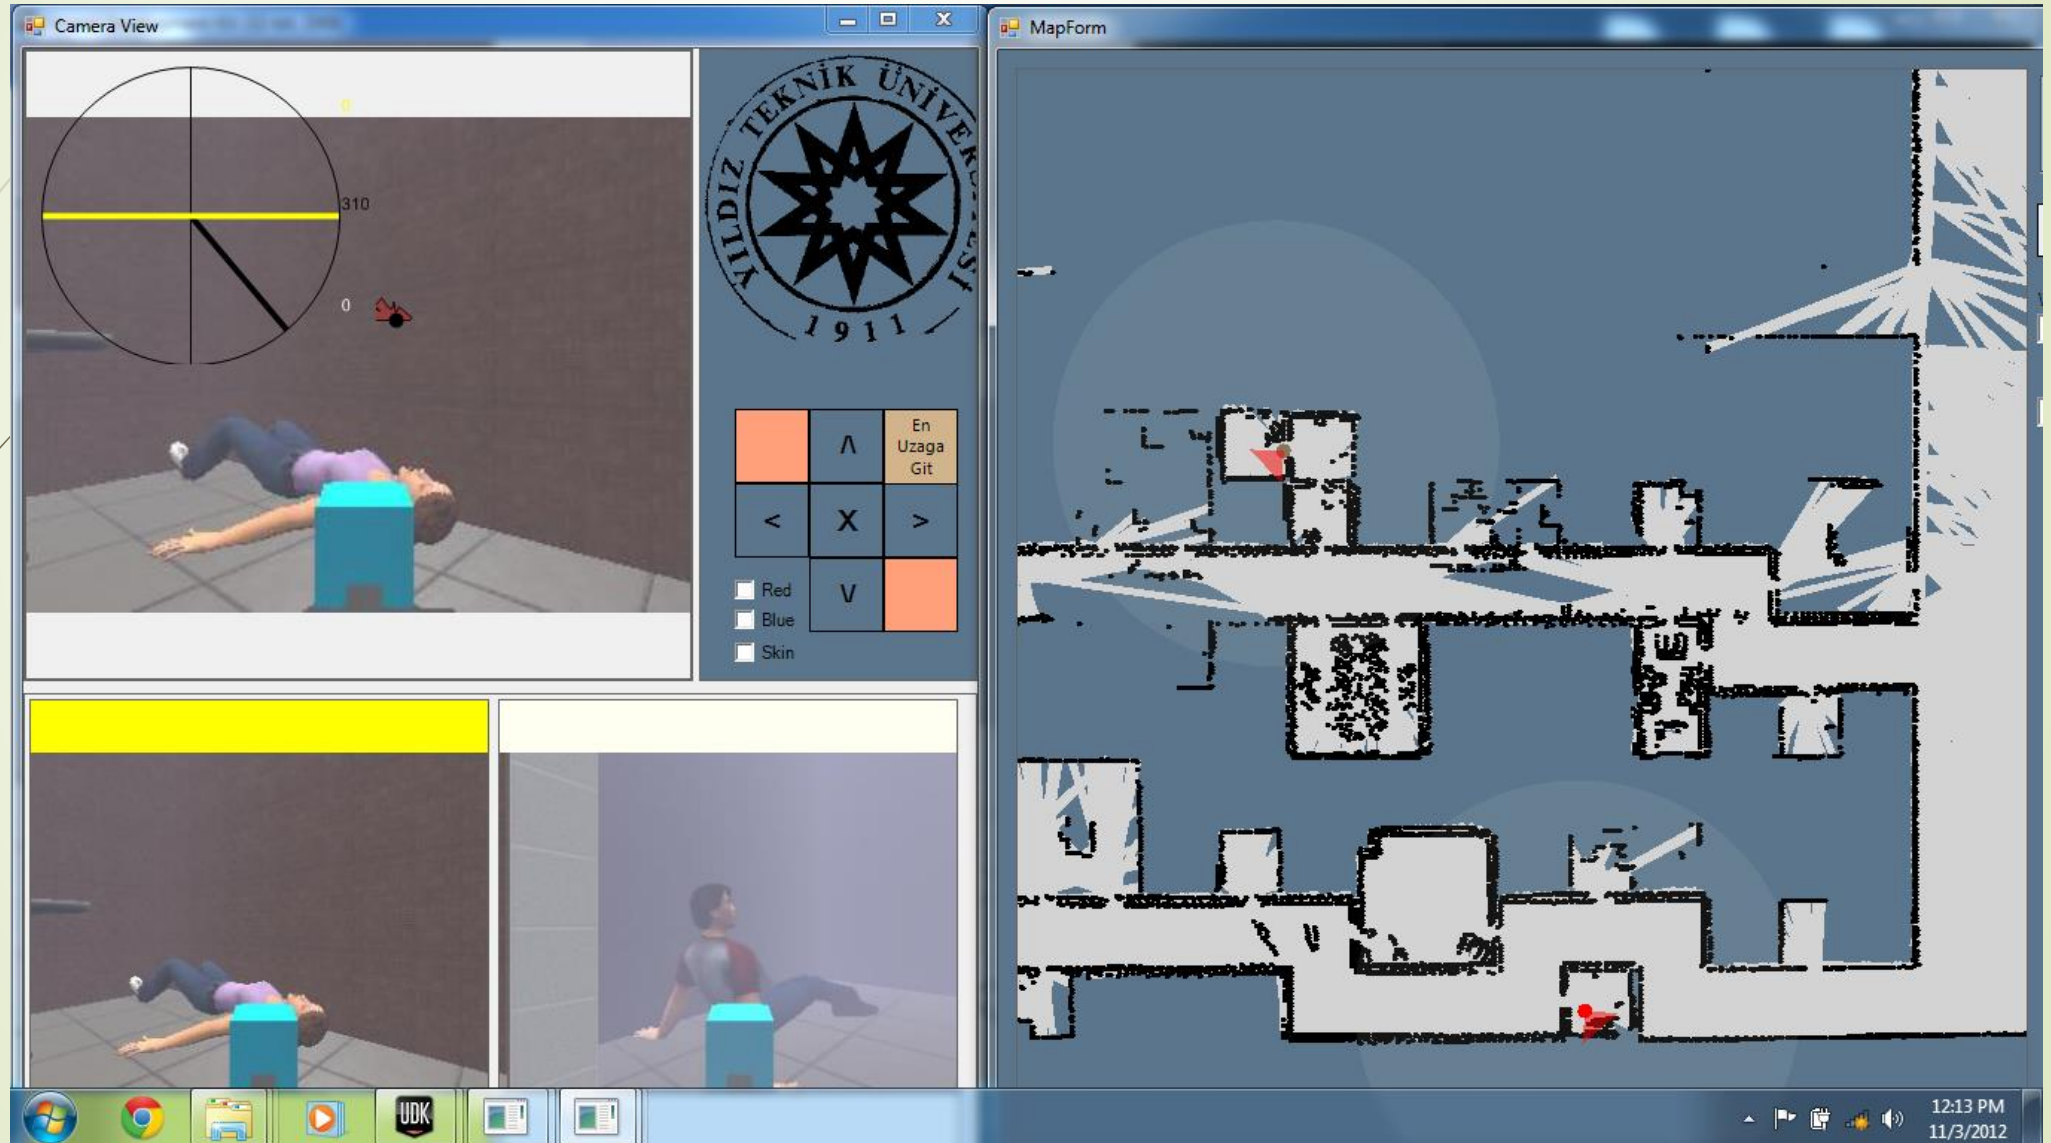 Camera View
MapForm
0
310
0
YILDIZ TEKNİK ÜNİVERSİTESİ
1911
Λ
En
Uzaga
Git
<
X
>
V
Red
Blue
Skin
UDK
12:13 PM
11/3/2012